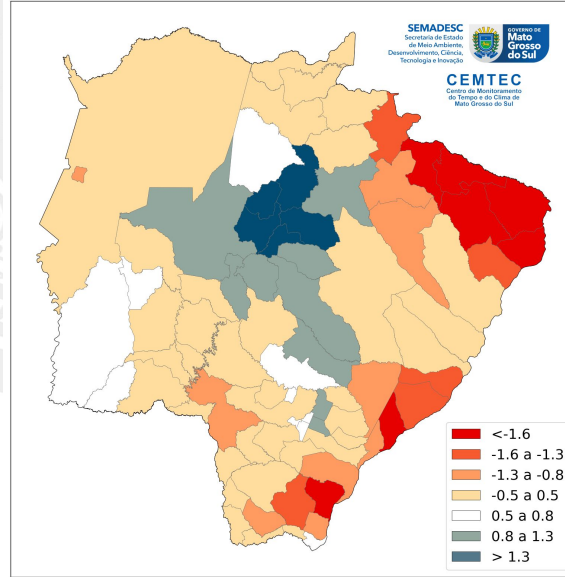 SEMADESC
Secretaria de Estado
de Meio Ambiente,
Desenvolvimento, Ciência,
Tecnologia e Inovação
GOVERNO DE
Mato
Grosso
do Sul
CEMTEC
Centro de Monitoramento
do Tempo e do Clima de
Mato Grosso do Sul
<-1.6
-1.6 a -1.3
-1.3 a -0.8
-0.5 a 0.5
0.5 a 0.8
0.8 a 1.3
> 1.3